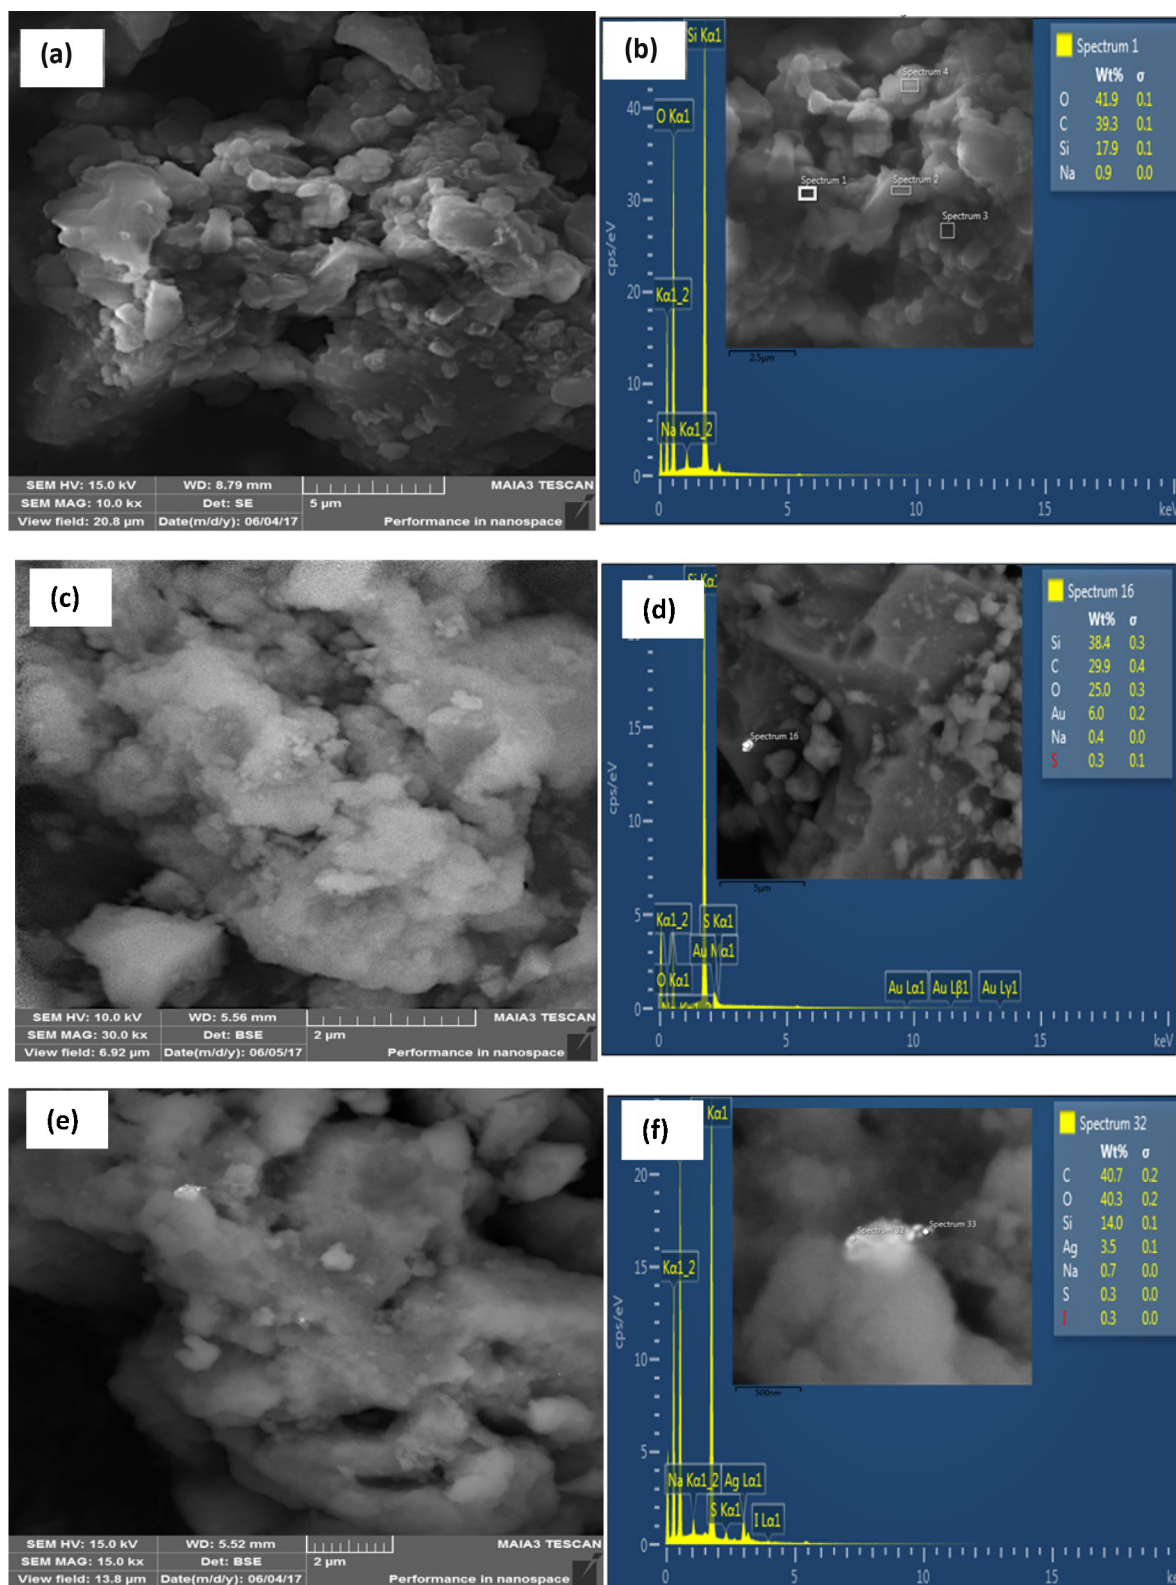 (a)
SEM HV: 15.0 kV WD: 8.79 mm MAIA3 TESCAN
SEM MAG: 10.0 kx Det: SE 5 µm
View field: 20.8 µm Date(m/d/y): 06/04/17 Performance in nanospace
(b)
Si Kα1
O Kα1
Kα1_2
Na Kα1_2
cps/eV
40
30
20
10
0
0 5 10 15 keV
Spectrum 4
Spectrum 1
Spectrum 2
Spectrum 3
2.5µm
Spectrum 1
Wt% σ
O 41.9 0.1
C 39.3 0.1
Si 17.9 0.1
Na 0.9 0.0
(c)
SEM HV: 10.0 kV WD: 5.56 mm MAIA3 TESCAN
SEM MAG: 30.0 kx Det: BSE 2 µm
View field: 6.92 µm Date(m/d/y): 06/05/17 Performance in nanospace
(d)
Si Kα1
Kα1_2
S Kα1
Au Mα1
O Kα1
Au Lα1
Au Lβ1
Au Lγ1
cps/eV
15
10
5
0
0 5 10 15 keV
Spectrum 16
5µm
Spectrum 16
Wt% σ
Si 38.4 0.3
C 29.9 0.4
O 25.0 0.3
Au 6.0 0.2
Na 0.4 0.0
S 0.3 0.1
(e)
SEM HV: 15.0 kV WD: 5.52 mm MAIA3 TESCAN
SEM MAG: 15.0 kx Det: BSE 2 µm
View field: 13.8 µm Date(m/d/y): 06/04/17 Performance in nanospace
(f)
Kα1
Kα1_2
Na Kα1_2
Ag Lα1
S Kα1
I Lα1
cps/eV
20
15
10
5
0
0 5 10 15 keV
Spectrum 32
Spectrum 33
500nm
Spectrum 32
Wt% σ
C 40.7 0.2
O 40.3 0.2
Si 14.0 0.1
Ag 3.5 0.1
Na 0.7 0.0
S 0.3 0.0
I 0.3 0.0